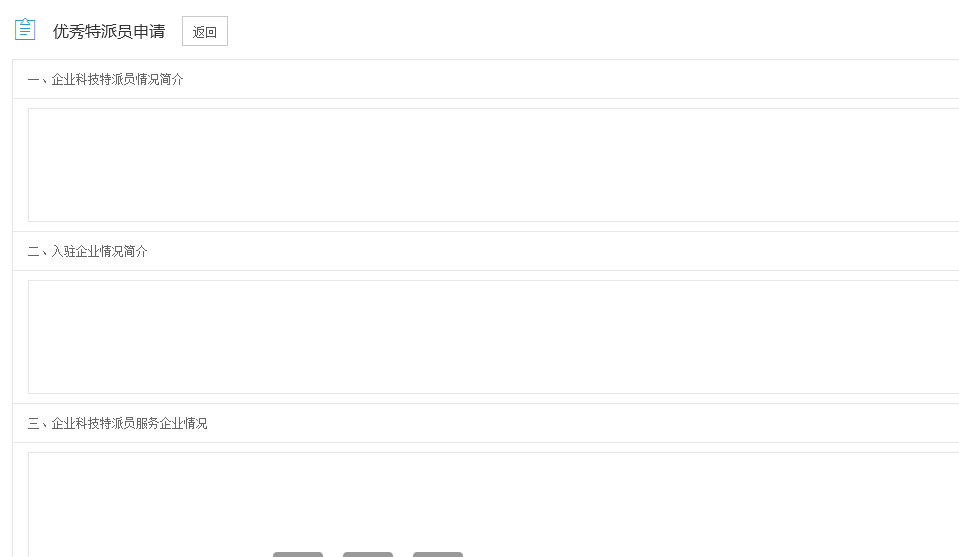 优秀特派员申请 返回
一、企业科技特派员情况简介
二、入驻企业情况简介
三、企业科技特派员服务企业情况